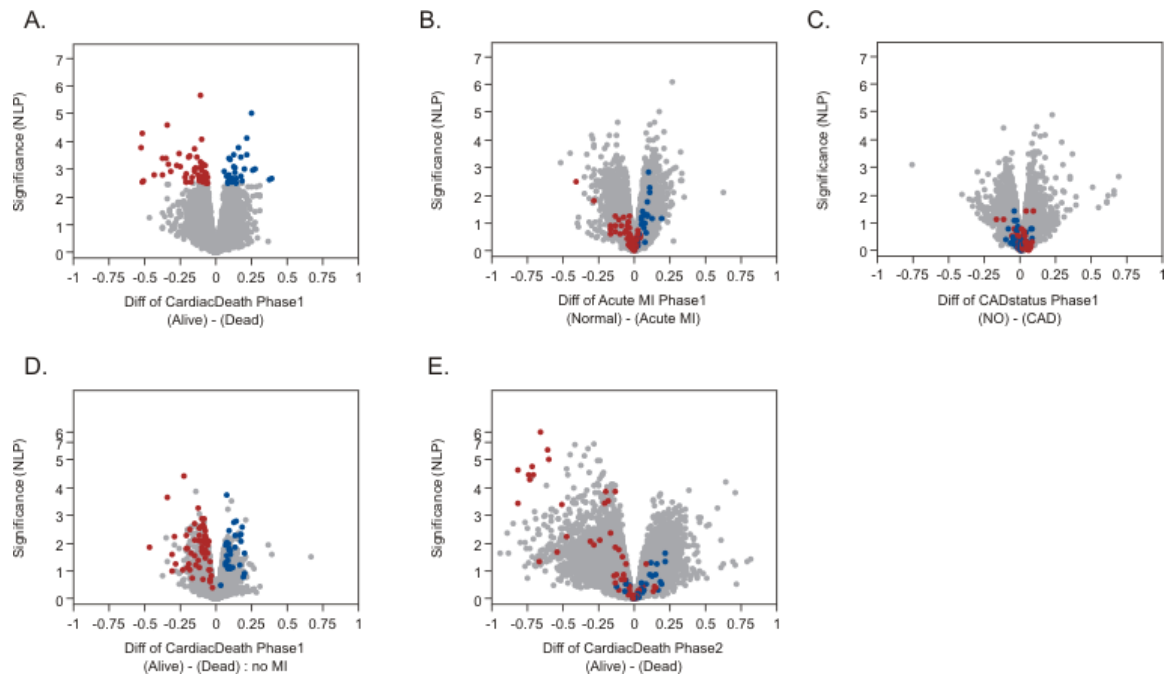 A.
B.
C.
7
6
5
4
3
2
1
0
Significance (NLP)
-1 -0.75 -0.5 -0.25 0 0.25 0.5 0.75 1
Diff of CardiacDeath Phase1
(Alive) - (Dead)
7
6
5
4
3
2
1
0
Significance (NLP)
-1 -0.75 -0.5 -0.25 0 0.25 0.5 0.75 1
Diff of Acute MI Phase1
(Normal) - (Acute MI)
7
6
5
4
3
2
1
0
Significance (NLP)
-1 -0.75 -0.5 -0.25 0 0.25 0.5 0.75 1
Diff of CADstatus Phase1
(NO) - (CAD)
D.
E.
6
7
5
4
3
2
1
0
Significance (NLP)
-1 -0.75 -0.5 -0.25 0 0.25 0.5 0.75 1
Diff of CardiacDeath Phase1
(Alive) - (Dead) : no MI
6
7
5
4
3
2
1
0
Significance (NLP)
-1 -0.75 -0.5 -0.25 0 0.25 0.5 0.75 1
Diff of CardiacDeath Phase2
(Alive) - (Dead)